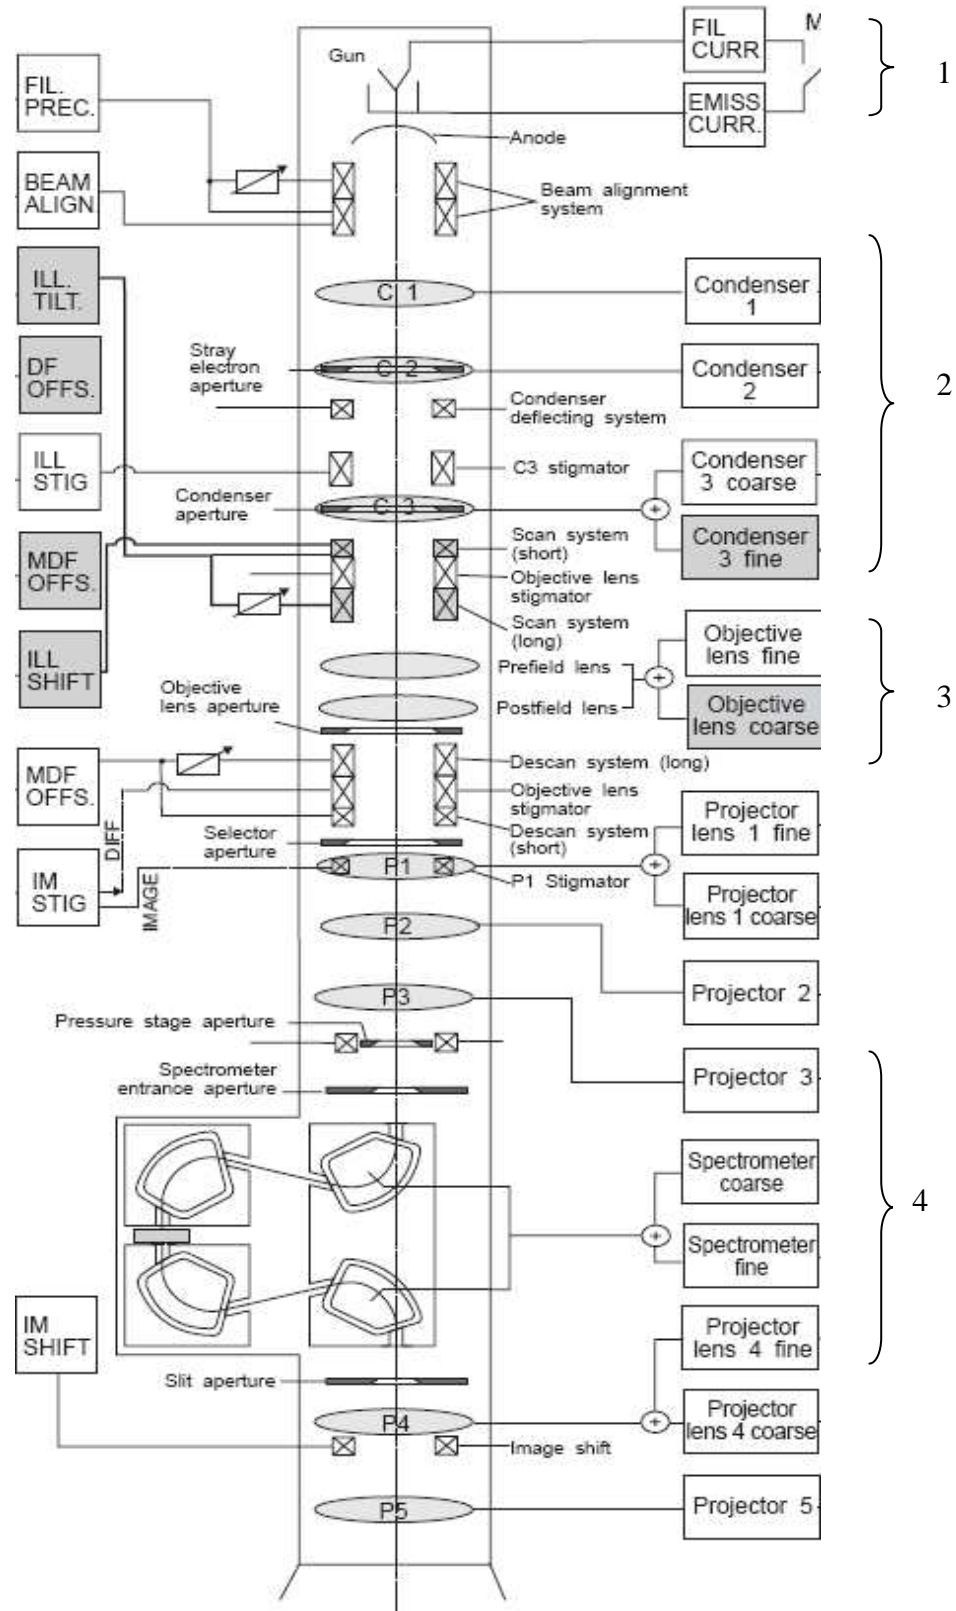 FIL
CURR
M
Gun
1
FIL.
PREC.
EMISS
CURR.
Anode
BEAM
ALIGN
Beam alignment
system
ILL.
TILT.
C 1
Condenser
1
Stray
electron
aperture
DF
OFFS.
C 2
Condenser
2
2
Condenser
deflecting system
ILL
STIG
C3 stigmator
Condenser
3 coarse
Condenser
aperture
C 3
MDF
OFFS.
Scan system
(short)
Condenser
3 fine
Objective lens
stigmator
Scan system
(long)
ILL
SHIFT
Objective
lens fine
Prefield lens
Objective
lens aperture
Postfield lens
Objective
lens coarse
3
MDF
OFFS.
Descan system (long)
Objective lens
stigmator
Projector
lens 1 fine
DIFF
Selector
aperture
Descan system
(short)
IM
STIG
IMAGE
P1
P1 Stigmator
Projector
lens 1 coarse
P2
Projector 2
P3
Pressure stage aperture
Spectrometer
entrance aperture
Projector 3
Spectrometer
coarse
4
Spectrometer
fine
IM
SHIFT
Projector
lens 4 fine
Slit aperture
P4
Projector
lens 4 coarse
Image shift
P5
Projector 5